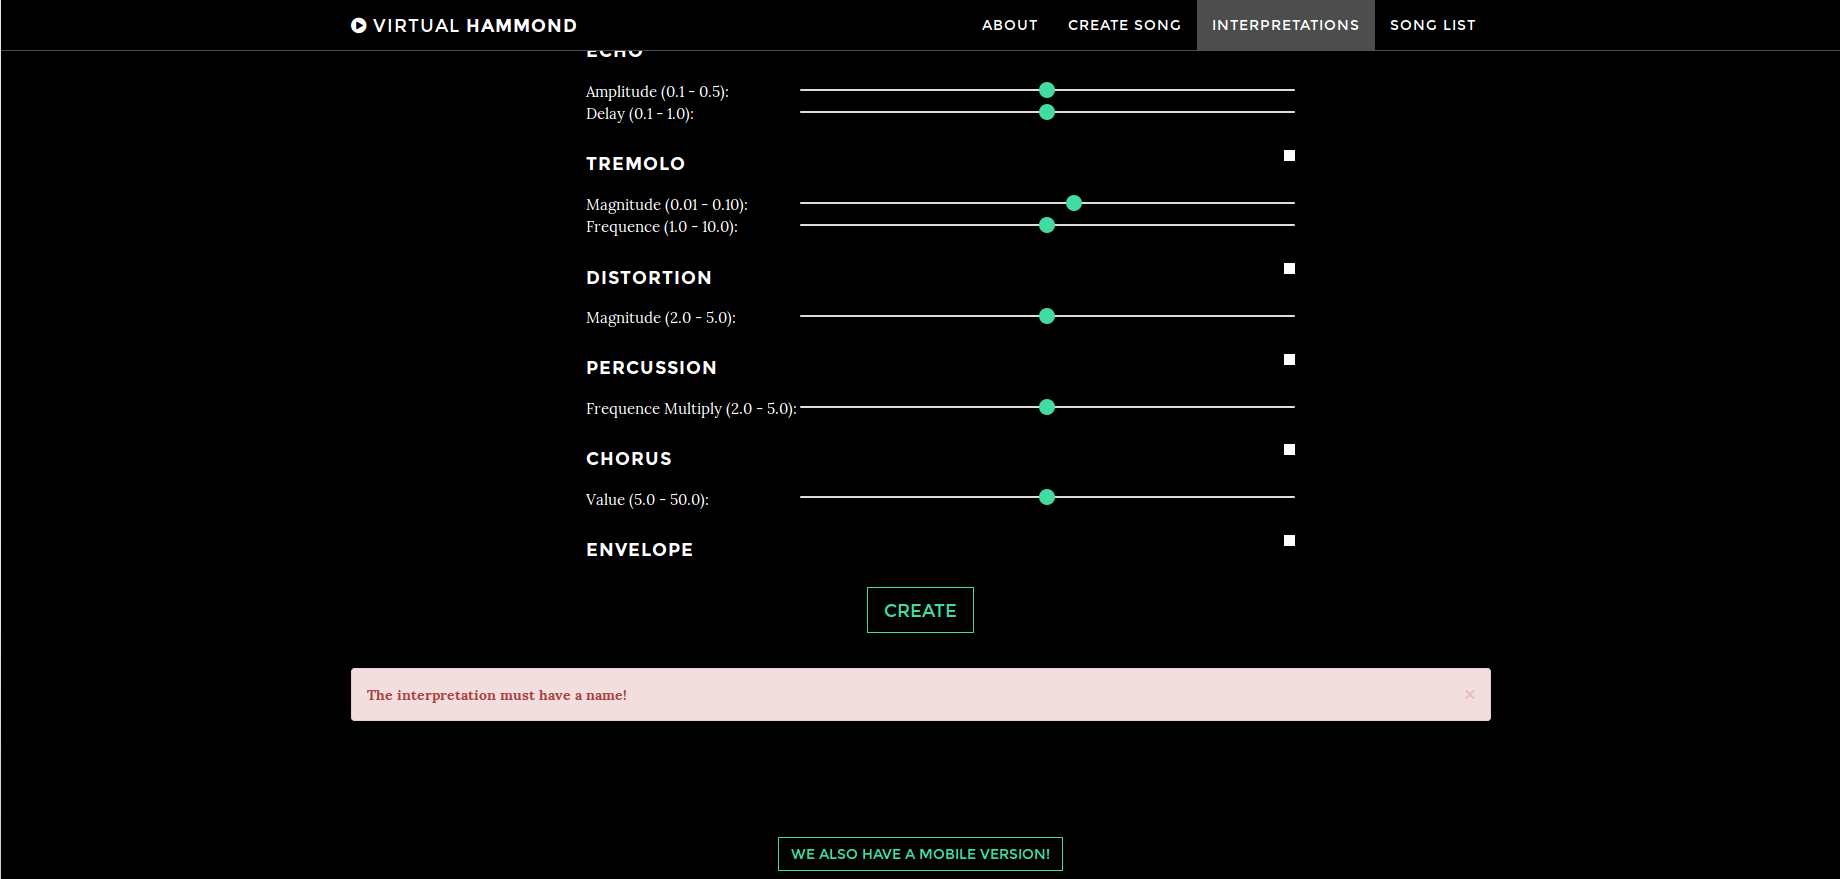 VIRTUAL HAMMOND
ABOUT
CREATE SONG
INTERPRETATIONS
SONG LIST
ECHO
Amplitude (0.1 - 0.5):
Delay (0.1 - 1.0):
TREMOLO
Magnitude (0.01 - 0.10):
Frequence (1.0 - 10.0):
DISTORTION
Magnitude (2.0 - 5.0):
PERCUSSION
Frequence Multiply (2.0 - 5.0):
CHORUS
Value (5.0 - 50.0):
ENVELOPE
CREATE
The interpretation must have a name!
×
WE ALSO HAVE A MOBILE VERSION!